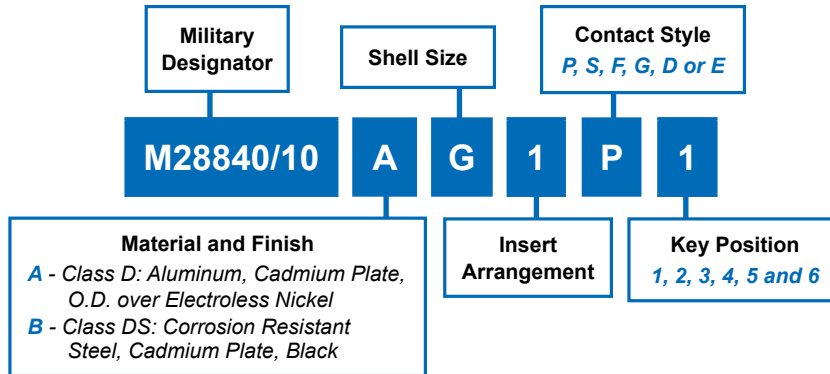 Military
Designator
Shell Size
Contact Style
P, S, F, G, D or E
M28840/10 A G 1 P 1
Material and Finish
A - Class D: Aluminum, Cadmium Plate,
O.D. over Electroless Nickel
B - Class DS: Corrosion Resistant
Steel, Cadmium Plate, Black
Insert
Arrangement
Key Position
1, 2, 3, 4, 5 and 6